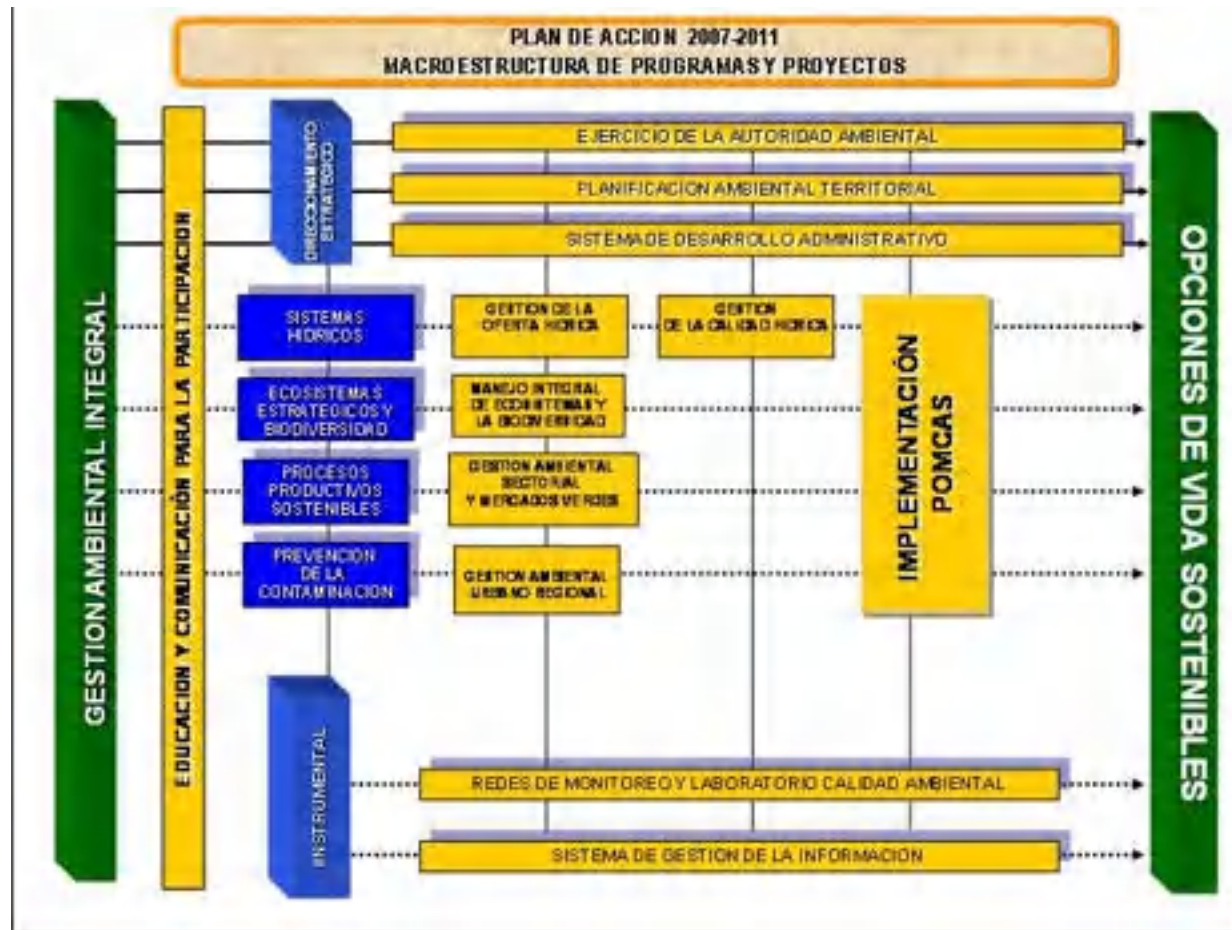 PLAN DE ACCION 2007-2011
MACROESTRUCTURA DE PROGRAMAS Y PROYECTOS
GESTION AMBIENTAL INTEGRAL
EDUCACION Y COMUNICACIÓN PARA LA PARTICIPACION
DIRECCIONAMIENTO
ESTRATEGICO
EJERCICIO DE LA AUTORIDAD AMBIENTAL
PLANIFICACION AMBIENTAL TERRITORIAL
SISTEMA DE DESARROLLO ADMINISTRATIVO
SISTEMAS
HÍDRICOS
GESTION DE LA
OFERTA HIDRICA
GESTION
DE LA CALIDAD HIDRICA
ECOSISTEMAS
ESTRATEGICOS Y
BIODIVERSIDAD
MANEJO INTEGRAL
DE ECOSISTEMAS Y
LA BIODIVERSIDAD
PROCESOS
PRODUCTIVOS
SOSTENIBLES
GESTION AMBIENTAL
SECTORIAL
Y MERCADOS VERDES
PREVENCION
DE LA
CONTAMINACION
GESTION AMBIENTAL
URBANO REGIONAL
IMPLEMENTACIÓN
POMCAS
INSTRUMENTAL
REDES DE MONITOREO Y LABORATORIO CALIDAD AMBIENTAL
SISTEMA DE GESTION DE LA INFORMACION
OPCIONES DE VIDA SOSTENIBLES